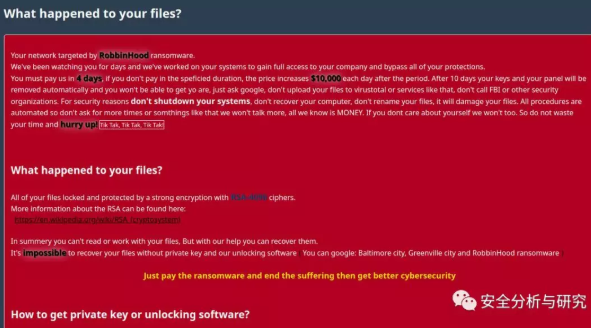 What happened to your files?
Your network targeted by RobbinHood ransomware.
We've been watching you for days and we've worked on your systems to gain full access to your company and bypass all of your protections.
You must pay us in 4 days, if you don't pay in the speficied duration, the price increases $10,000 each day after the period. After 10 days your keys and your panel will be
removed automatically and you won't be able to get yo are, just ask google, don't upload your files to virustotal or services like that, don't call FBI or other security
organizations. For security reasons don't shutdown your systems, don't recover your computer, don't rename your files, it will damage your files. All procedures are
automated so don't ask for more times or somthings like that we won't talk more, all we know is MONEY. If you dont care about yourself we won't too. So do not waste
your time and hurry up! Tik Tak, Tik Tak, Tik Tak!
What happened to your files?
All of your files locked and protected by a strong encryption with RSA-4096 ciphers.
More information about the RSA can be found here:
https://en.wikipedia.com/wiki/RSA_(cryptosystem)
In summery you can't read or work with your files, But with our help you can recover them.
It's impossible to recover your files without private key and our unlocking software ( You can google: Baltimore city, Greenville city and RobbinHood ransomware )
Just pay the ransomware and end the suffering then get better cybersecurity
How to get private key or unlocking software?
安全分析与研究